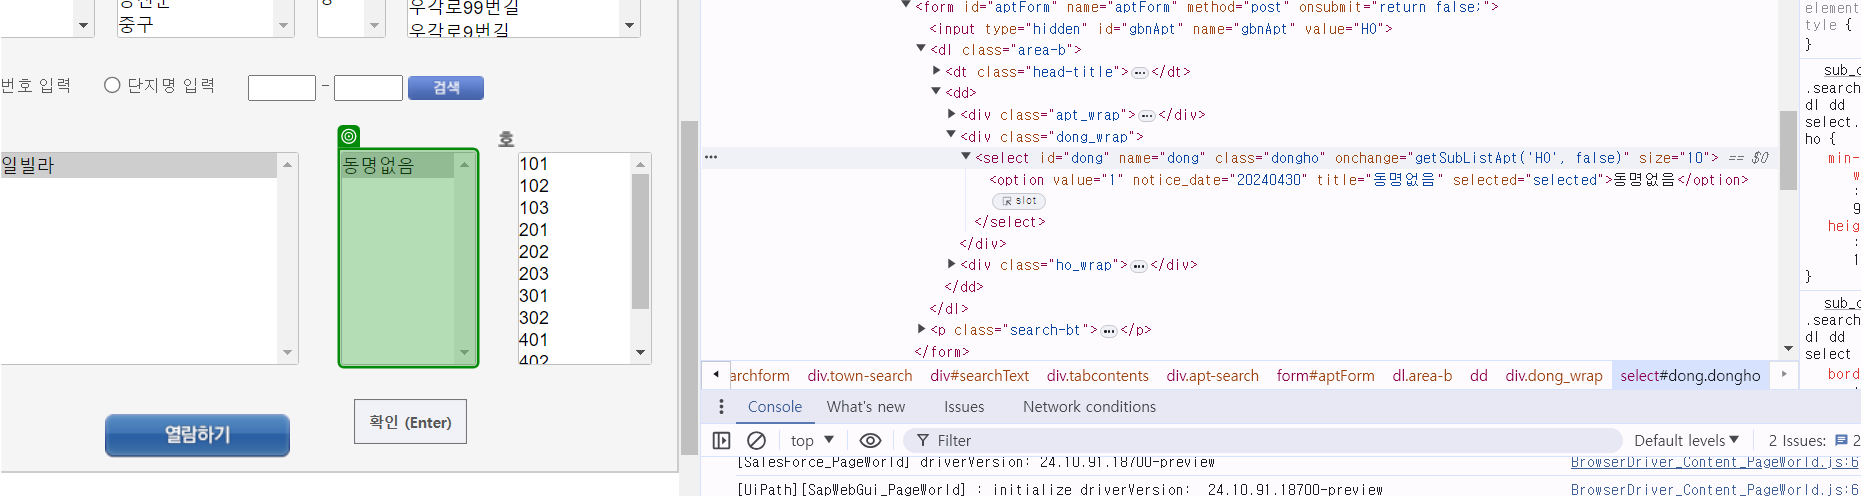 중구
우각로99번길
우각로9번길
번호 입력
단지명 입력
-
검색
호
일빌라
동명없음
101
102
103
201
202
203
301
302
401
402
열람하기
확인 (Enter)
<form id="aptForm" name="aptForm" method="post" onsubmit="return false;">
<input type="hidden" id="gbnApt" name="gbnApt" value="HO">
<dl class="area-b">
<dt class="head-title">…</dt>
<dd>
<div class="apt_wrap">…</div>
<div class="dong_wrap">
<select id="dong" name="dong" class="dongho" onchange="getSubListApt('HO', false)" size="10"> == $0
<option value="1" notice_date="20240430" title="동명없음" selected="selected">동명없음</option>
slot
</select>
</div>
<div class="ho_wrap">…</div>
</dd>
</dl>
<p class="search-bt">…</p>
</form>
archform div.town-search div#searchText div.tabcontents div.apt-search form#aptForm dl.area-b dd div.dong_wrap select#dong.dongho
Console What's new Issues Network conditions
top Filter Default levels 2 Issues: 2
[SalesForce_PageWorld] driverVersion: 24.10.91.18700-preview BrowserDriver_Content_PageWorld.js:6
[UiPath][SapWebGui_PageWorld] : initialize driverVersion: 24.10.91.18700-preview BrowserDriver_Content_PageWorld.js:6
element
tyle {
}
sub_c
.search
dl dd
select.
ho {
min-
w
:
9
heig
:
1
}
sub_c
.search
dl dd
select
bord